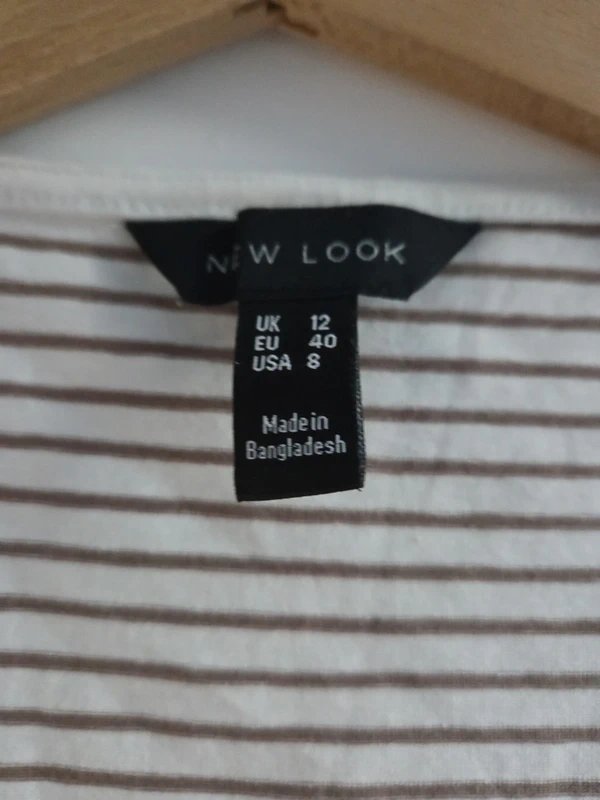 NEW LOOK
UK 12
EU 40
USA 8
Made in
Bangladesh